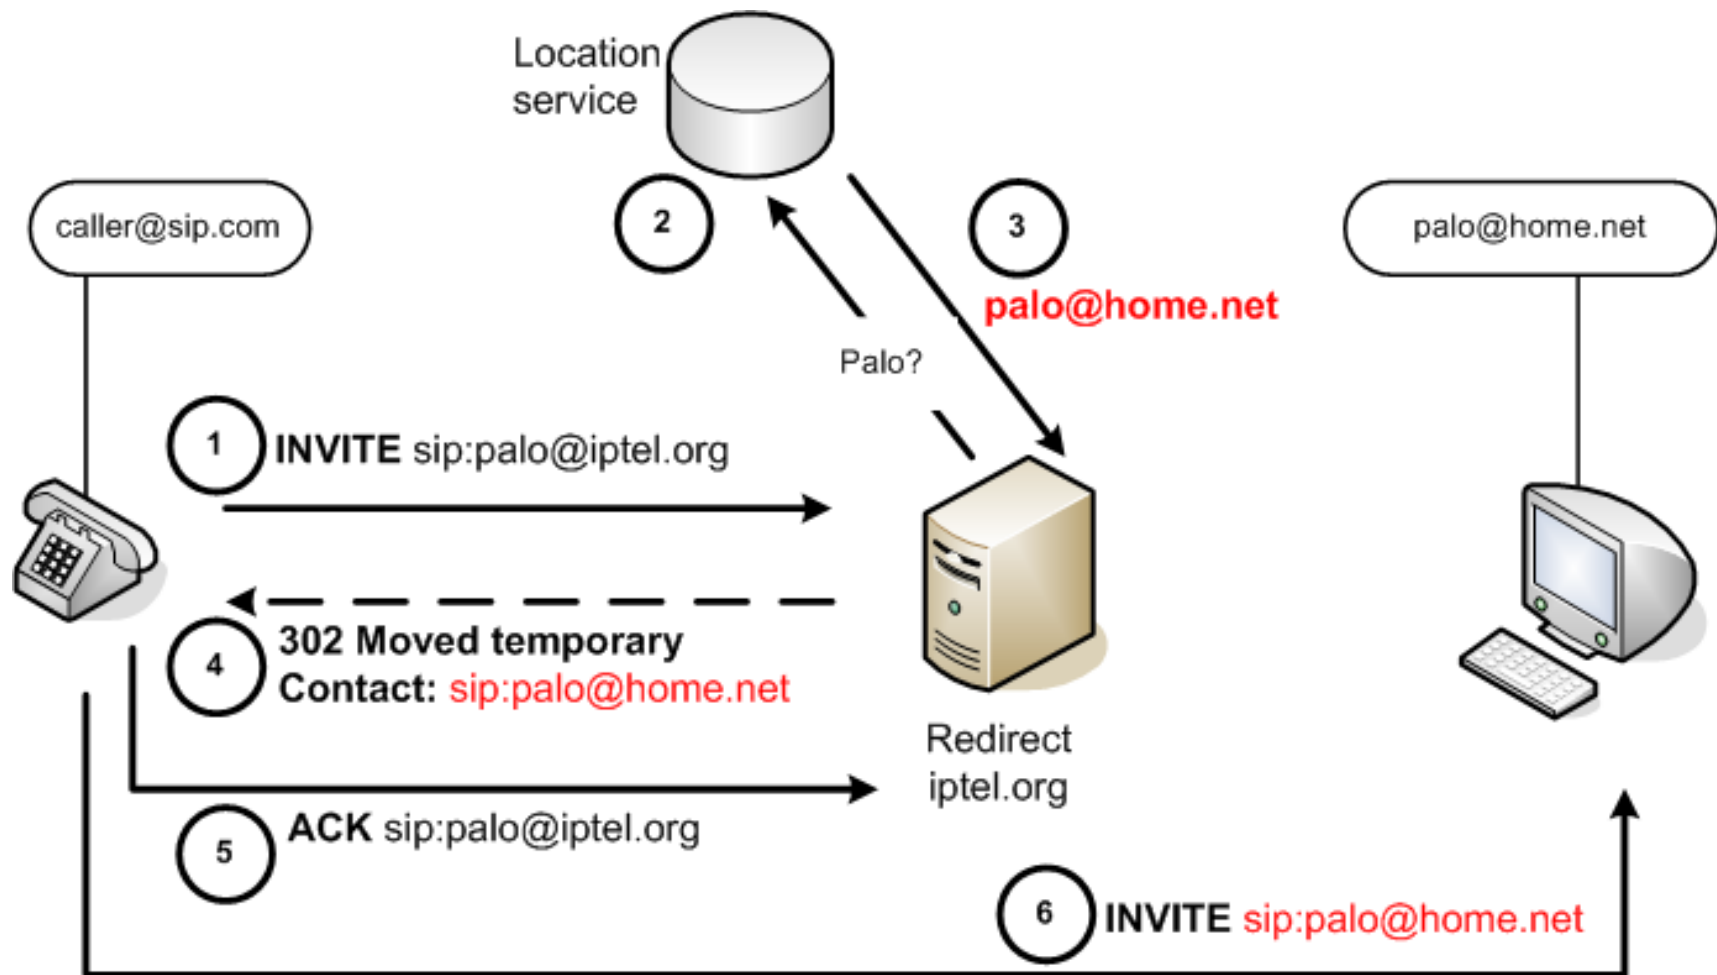 Location
service
2
3
caller@sip.com
palo@home.net
palo@home.net
Palo?
1
INVITE sip:palo@iptel.org
4
302 Moved temporary
Contact: sip:palo@home.net
Redirect
iptel.org
5
ACK sip:palo@iptel.org
6
INVITE sip:palo@home.net